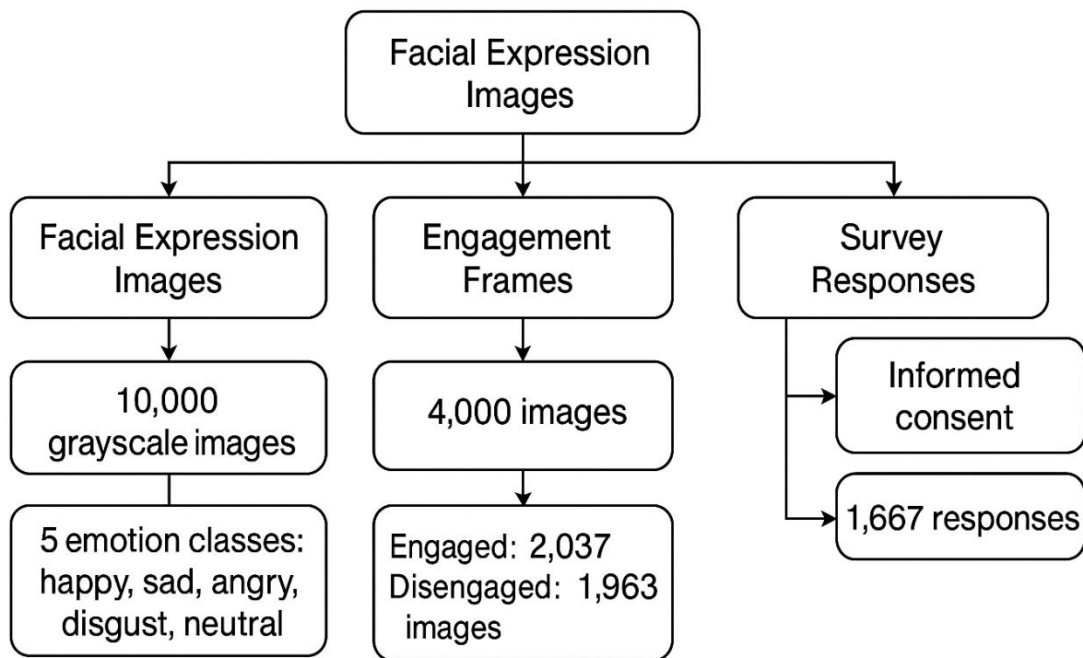 Facial Expression
Images
Facial Expression
Images
Engagement
Frames
Survey
Responses
10,000
grayscale images
4,000 images
Informed
consent
5 emotion classes:
happy, sad, angry,
disgust, neutral
Engaged: 2,037
Disengaged: 1,963
images
1,667 responses